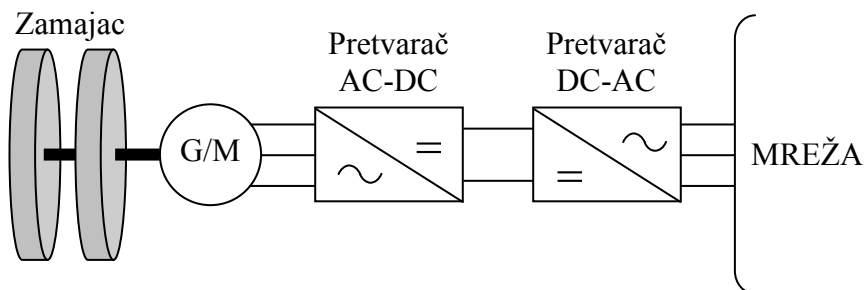 Zamajac
Pretvarač
AC-DC
Pretvarač
DC-AC
G/M
MREŽA